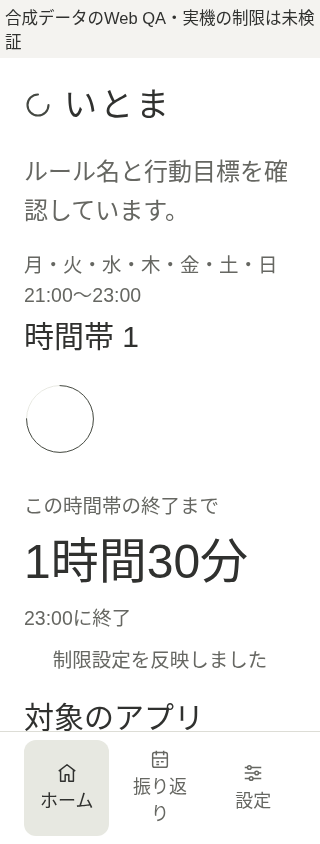 合成データのWeb QA・実機の制限は未検
証
いとま
ルール名と行動目標を確
認しています。
月・火・水・木・金・土・日
21:00〜23:00
時間帯 1
この時間帯の終了まで
1時間30分
23:00に終了
制限設定を反映しました
対象のアプリ
ホーム
振り返
り
設定